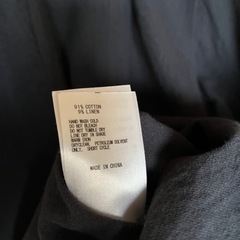 91% COTTON
9% LINEN
HAND WASH COLD
DO NOT BLEACH
DO NOT TUMBLE DRY
LINE DRY IN SHADE
WARM IRON
DRYCLEAN, PETROLEUM SOLVENT
ONLY, SHORT CYCLE
MADE IN CHINA